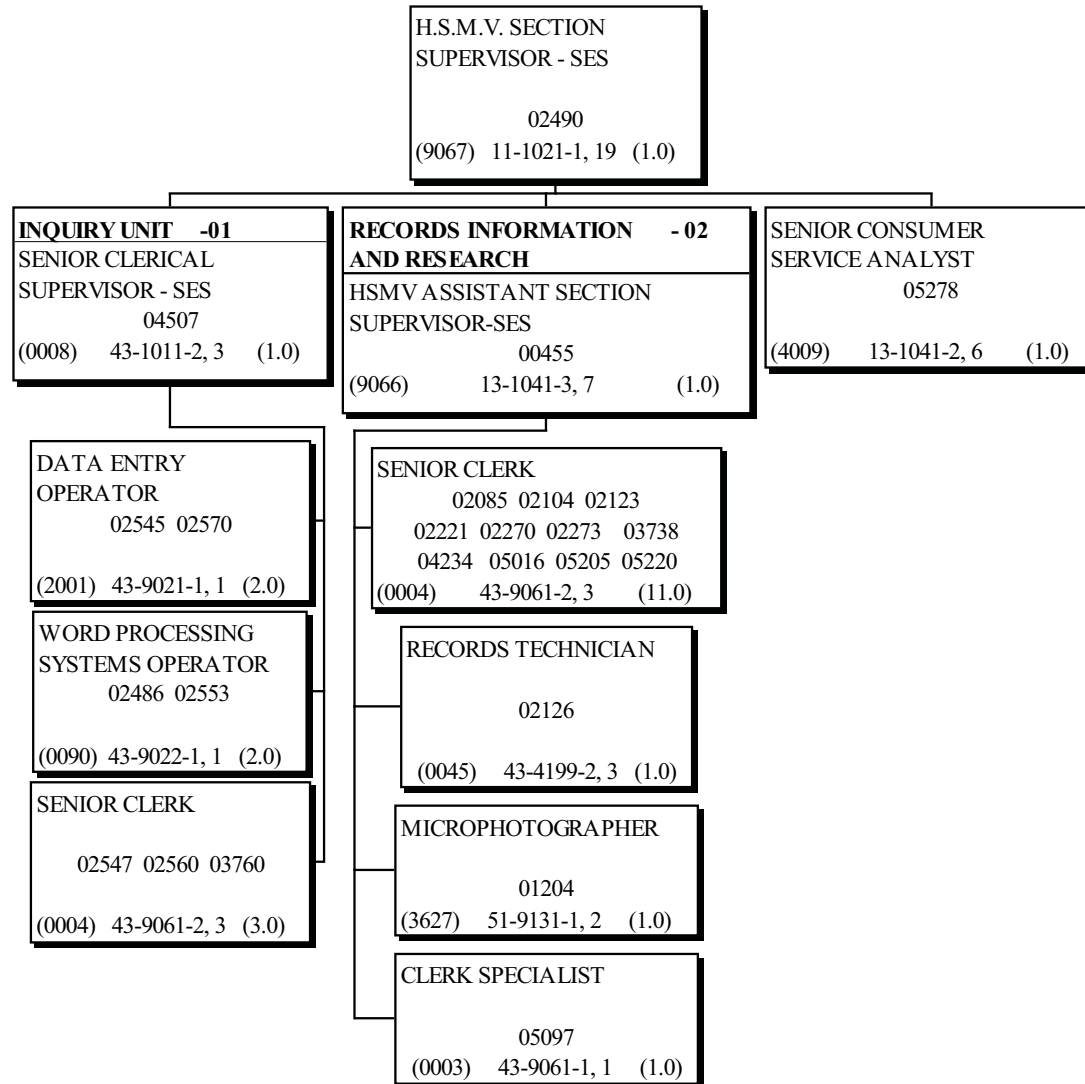 H.S.M.V. SECTION
SUPERVISOR - SES
02490
(9067) 11-1021-1, 19 (1.0)
INQUIRY UNIT -01
SENIOR CLERICAL
SUPERVISOR - SES
04507
(0008) 43-1011-2, 3 (1.0)
RECORDS INFORMATION - 02
AND RESEARCH
HSMV ASSISTANT SECTION
SUPERVISOR-SES
00455
(9066) 13-1041-3, 7 (1.0)
SENIOR CONSUMER
SERVICE ANALYST
05278
(4009) 13-1041-2, 6 (1.0)
DATA ENTRY
OPERATOR
02545 02570
(2001) 43-9021-1, 1 (2.0)
WORD PROCESSING
SYSTEMS OPERATOR
02486 02553
(0090) 43-9022-1, 1 (2.0)
SENIOR CLERK
02547 02560 03760
(0004) 43-9061-2, 3 (3.0)
SENIOR CLERK
02085 02104 02123
02221 02270 02273 03738
04234 05016 05205 05220
(0004) 43-9061-2, 3 (11.0)
RECORDS TECHNICIAN
02126
(0045) 43-4199-2, 3 (1.0)
MICROPHOTOGRAPHER
01204
(3627) 51-9131-1, 2 (1.0)
CLERK SPECIALIST
05097
(0003) 43-9061-1, 1 (1.0)